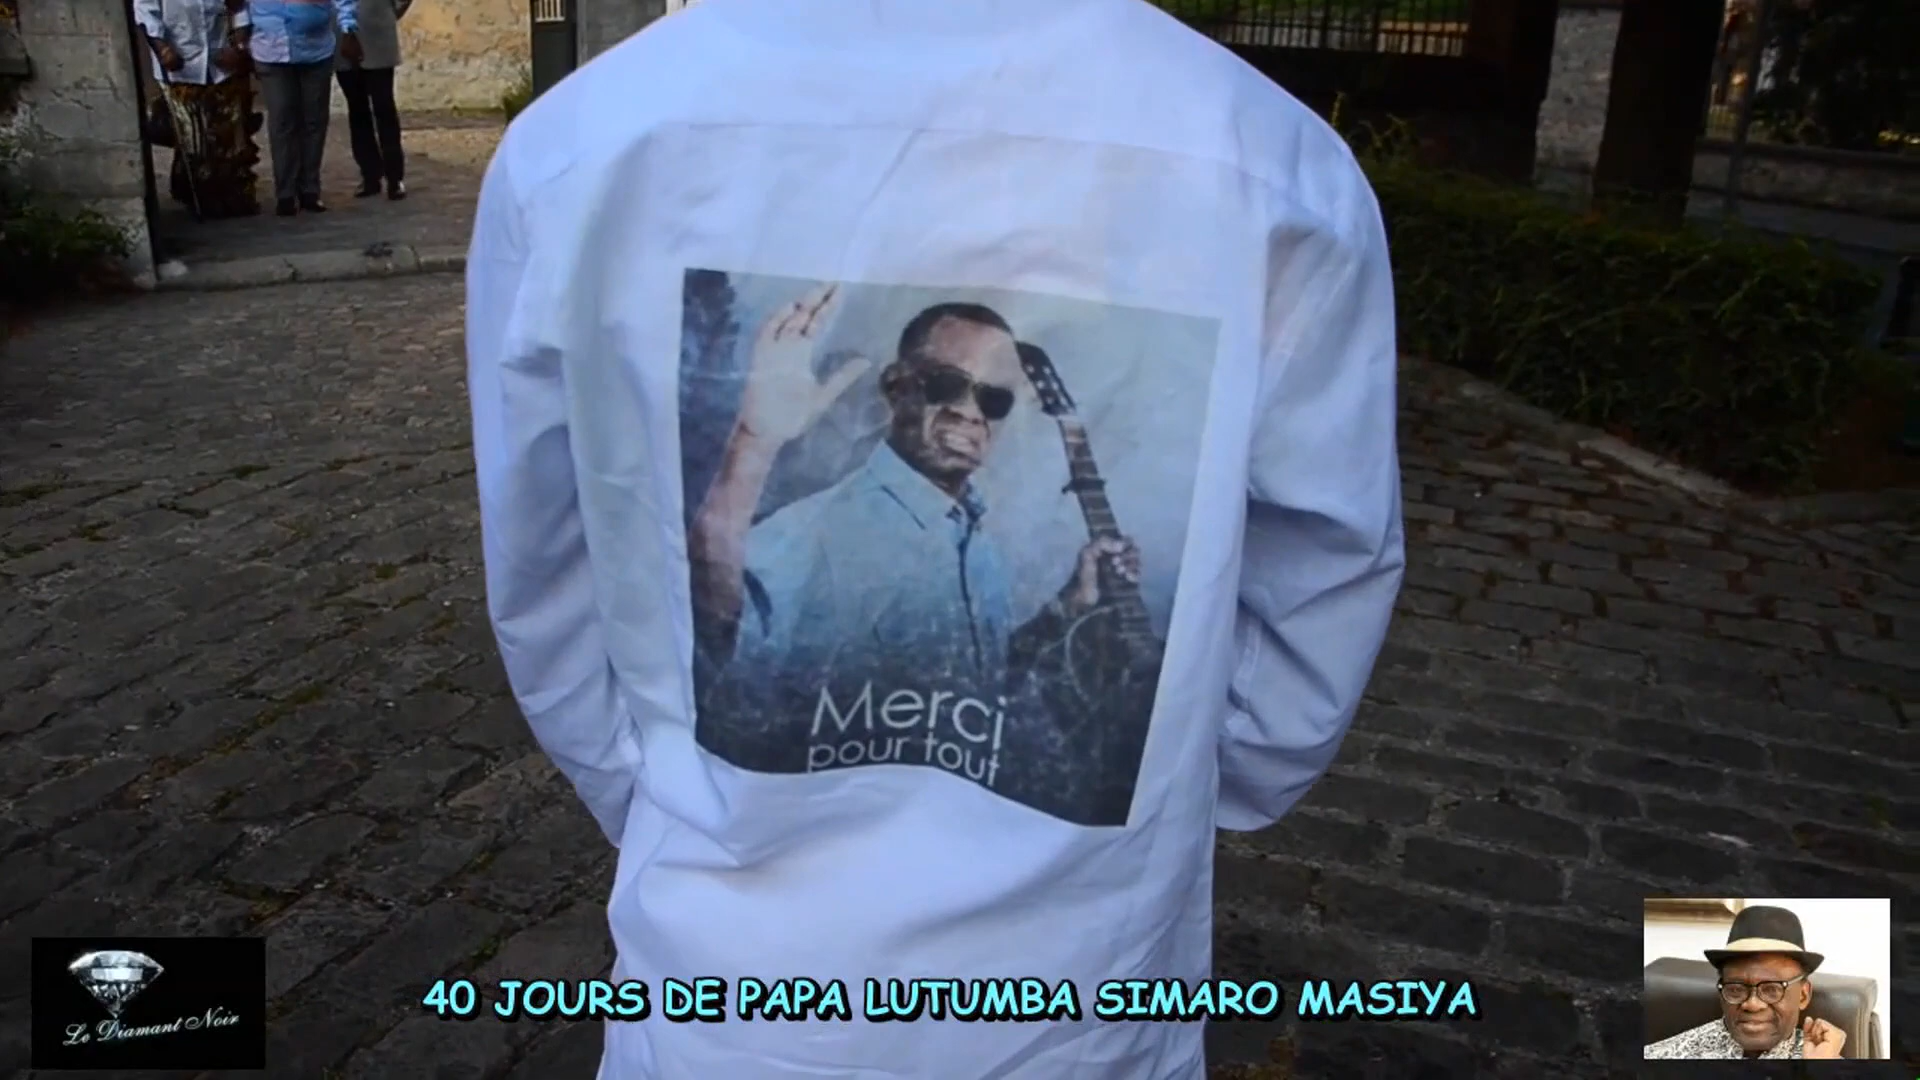 Merci
pour tout
Le Diamant Noir
40 JOURS DE PAPA LUTUMBA SIMARO MASIYA